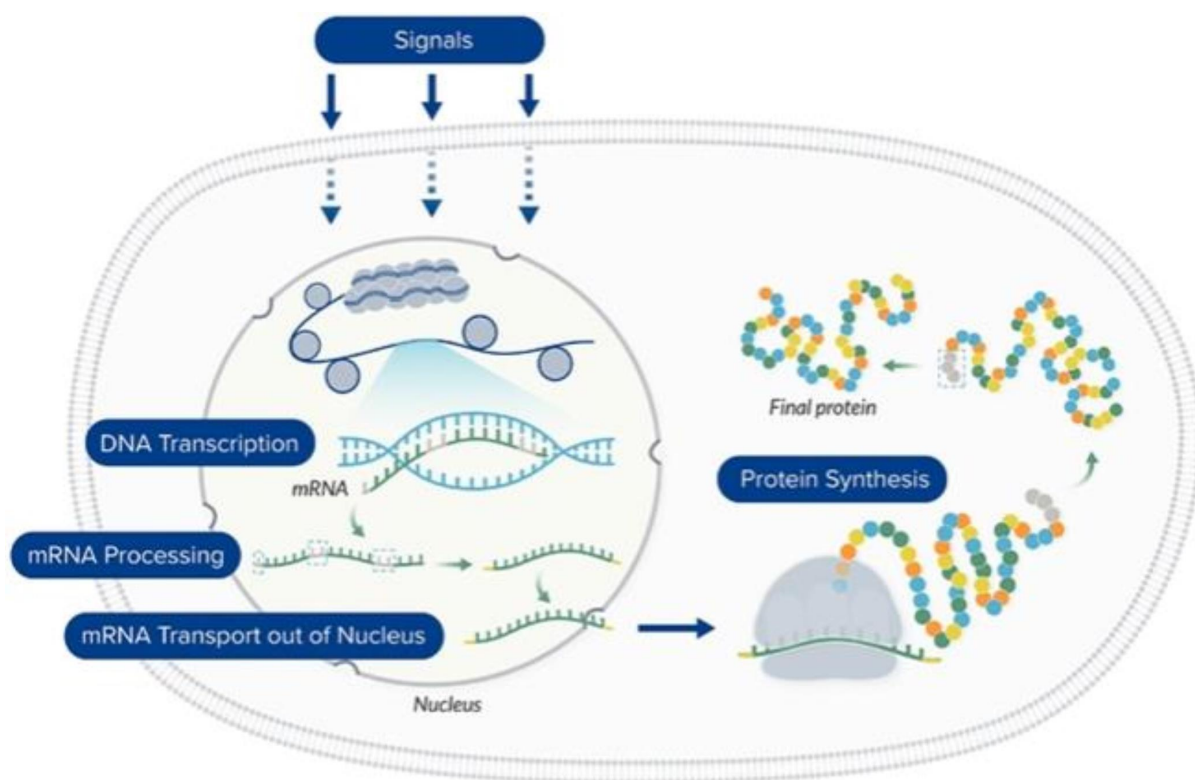 Signals
DNA Transcription
mRNA
mRNA Processing
mRNA Transport out of Nucleus
Nucleus
Final protein
Protein Synthesis